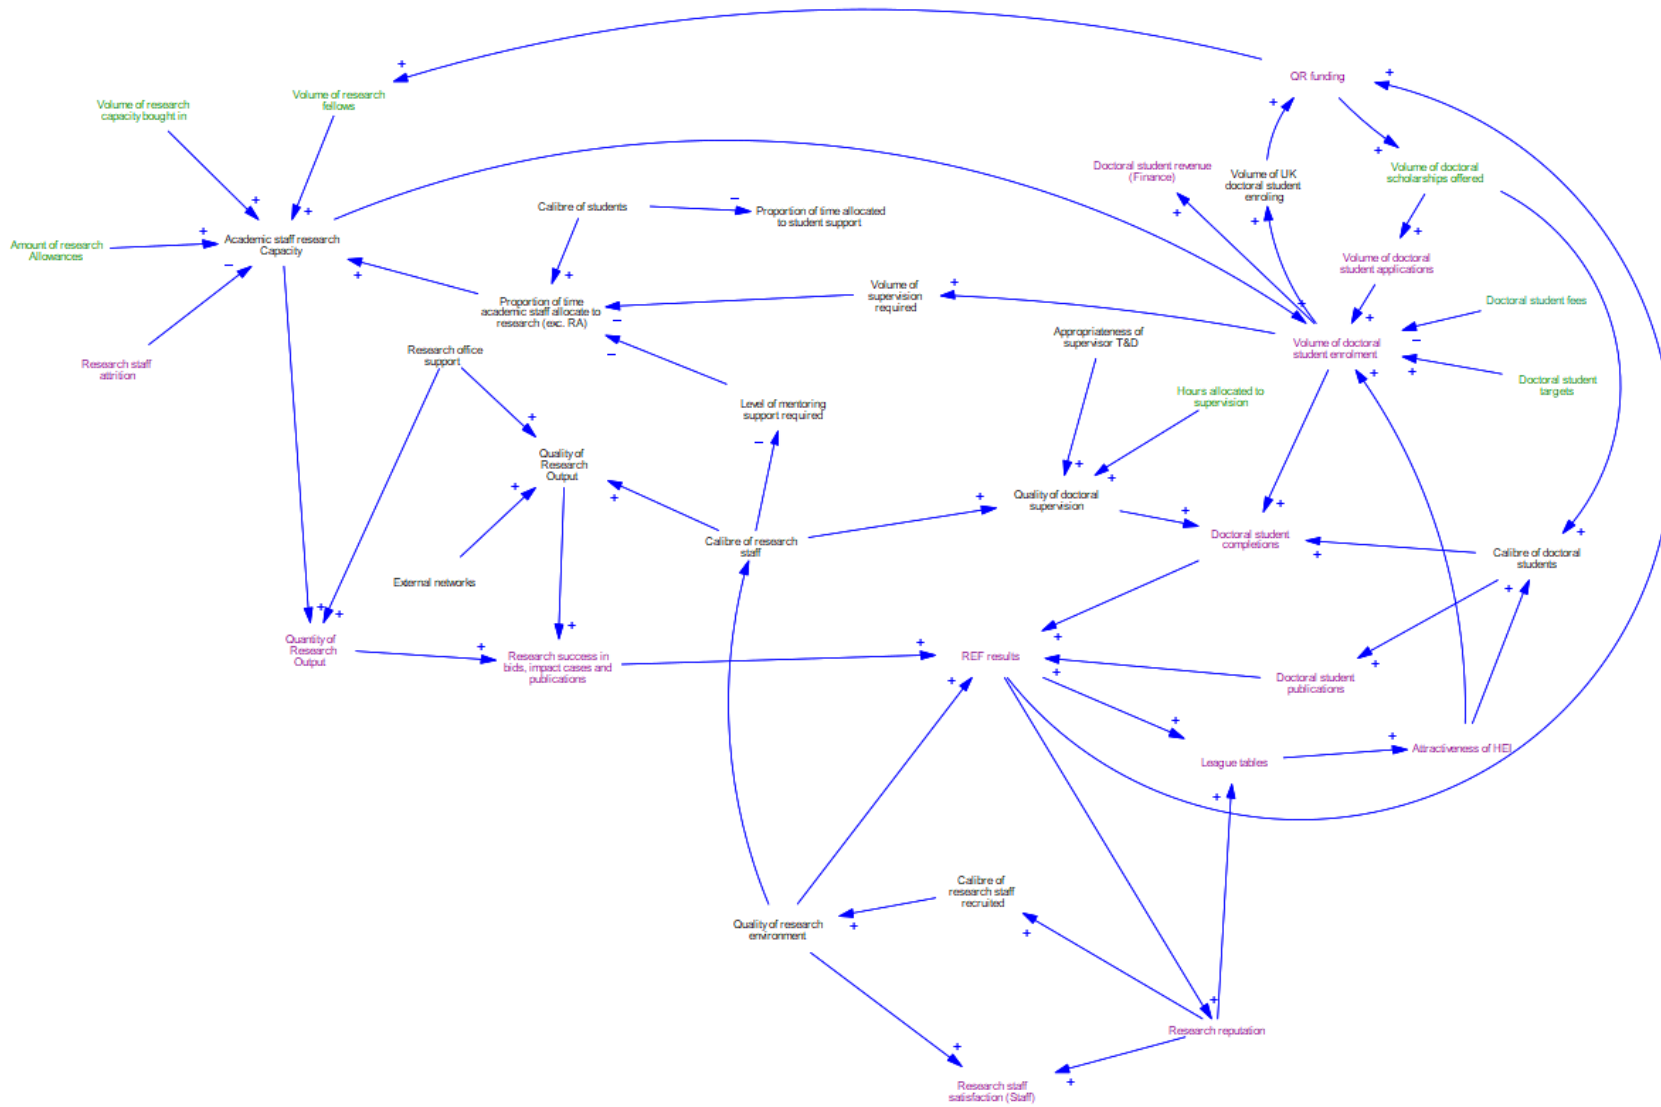 QR funding
Volume of research
fellows
Volume of research
capacity bought in
Doctoral student revenue
(Finance)
Volume of UK
doctoral student
enroling
Volume of doctoral
scholarships offered
Calibre of students
Proportion of time allocated
to student support
Amount of research
Allowances
Academic staff research
Capacity
Volume of doctoral
student applications
Proportion of time
academic staff allocate to
research (exc. RA)
Volume of
supervision
required
Doctoral student fees
Appropriateness of
supervisor T&D
Volume of doctoral
student enrolment
Research staff
attrition
Research office
support
Doctoral student
targets
Level of mentoring
support required
Hours allocated to
supervision
Quality of
Research
Output
Quality of doctoral
supervision
Calibre of research
staff
Doctoral student
completions
Calibre of doctoral
students
External networks
Quantity of
Research
Output
Research success in
bids, impact cases and
publications
REF results
Doctoral student
publications
League tables
Attractiveness of HEI
Calibre of
research staff
recruited
Quality of research
environment
Research reputation
Research staff
satisfaction (Staff)